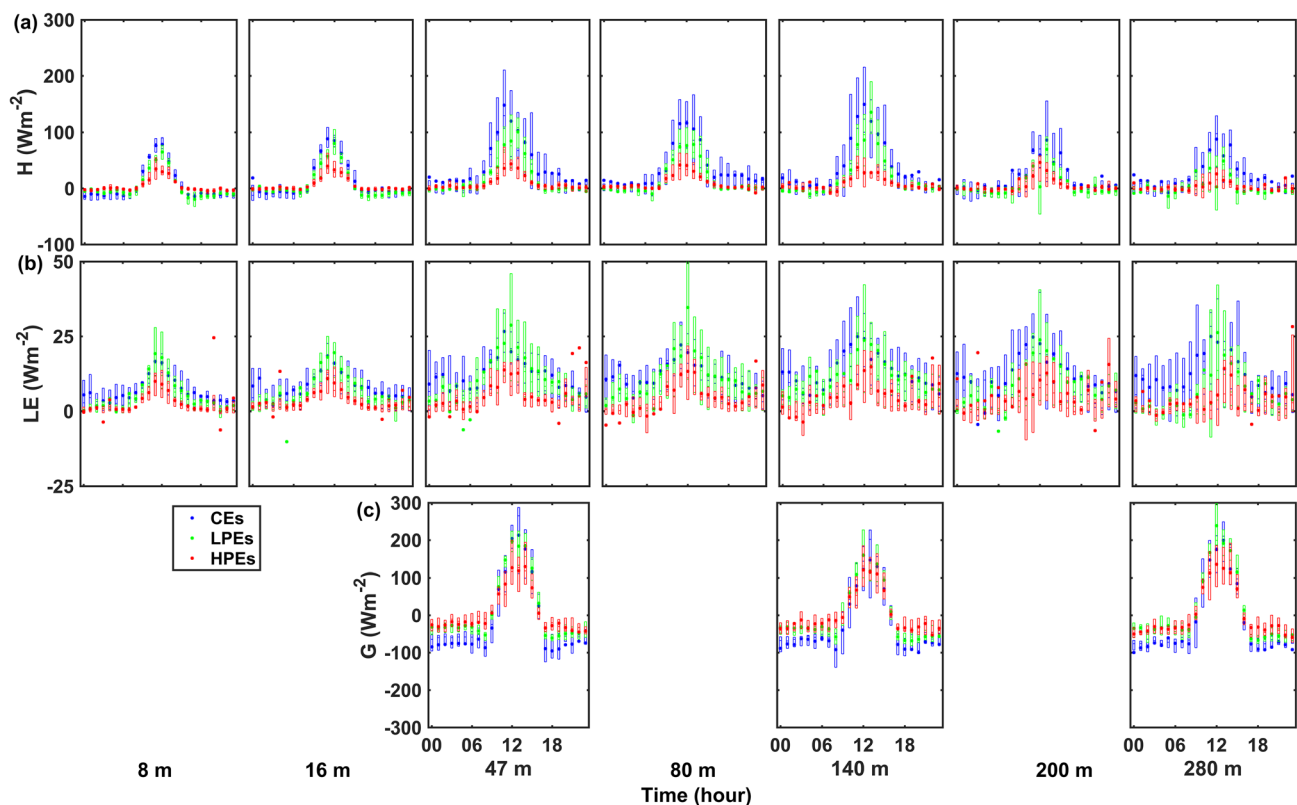 (a)
300
200
100
0
-100
H (Wm-2)
(b)
50
25
0
-25
LE (Wm-2)
CEs
LPEs
HPEs
(c)
300
200
100
0
-100
-200
-300
G (Wm-2)
00 06 12 18 00 06 12 18 00 06 12 18
8 m 16 m 47 m 80 m 140 m 200 m 280 m
Time (hour)